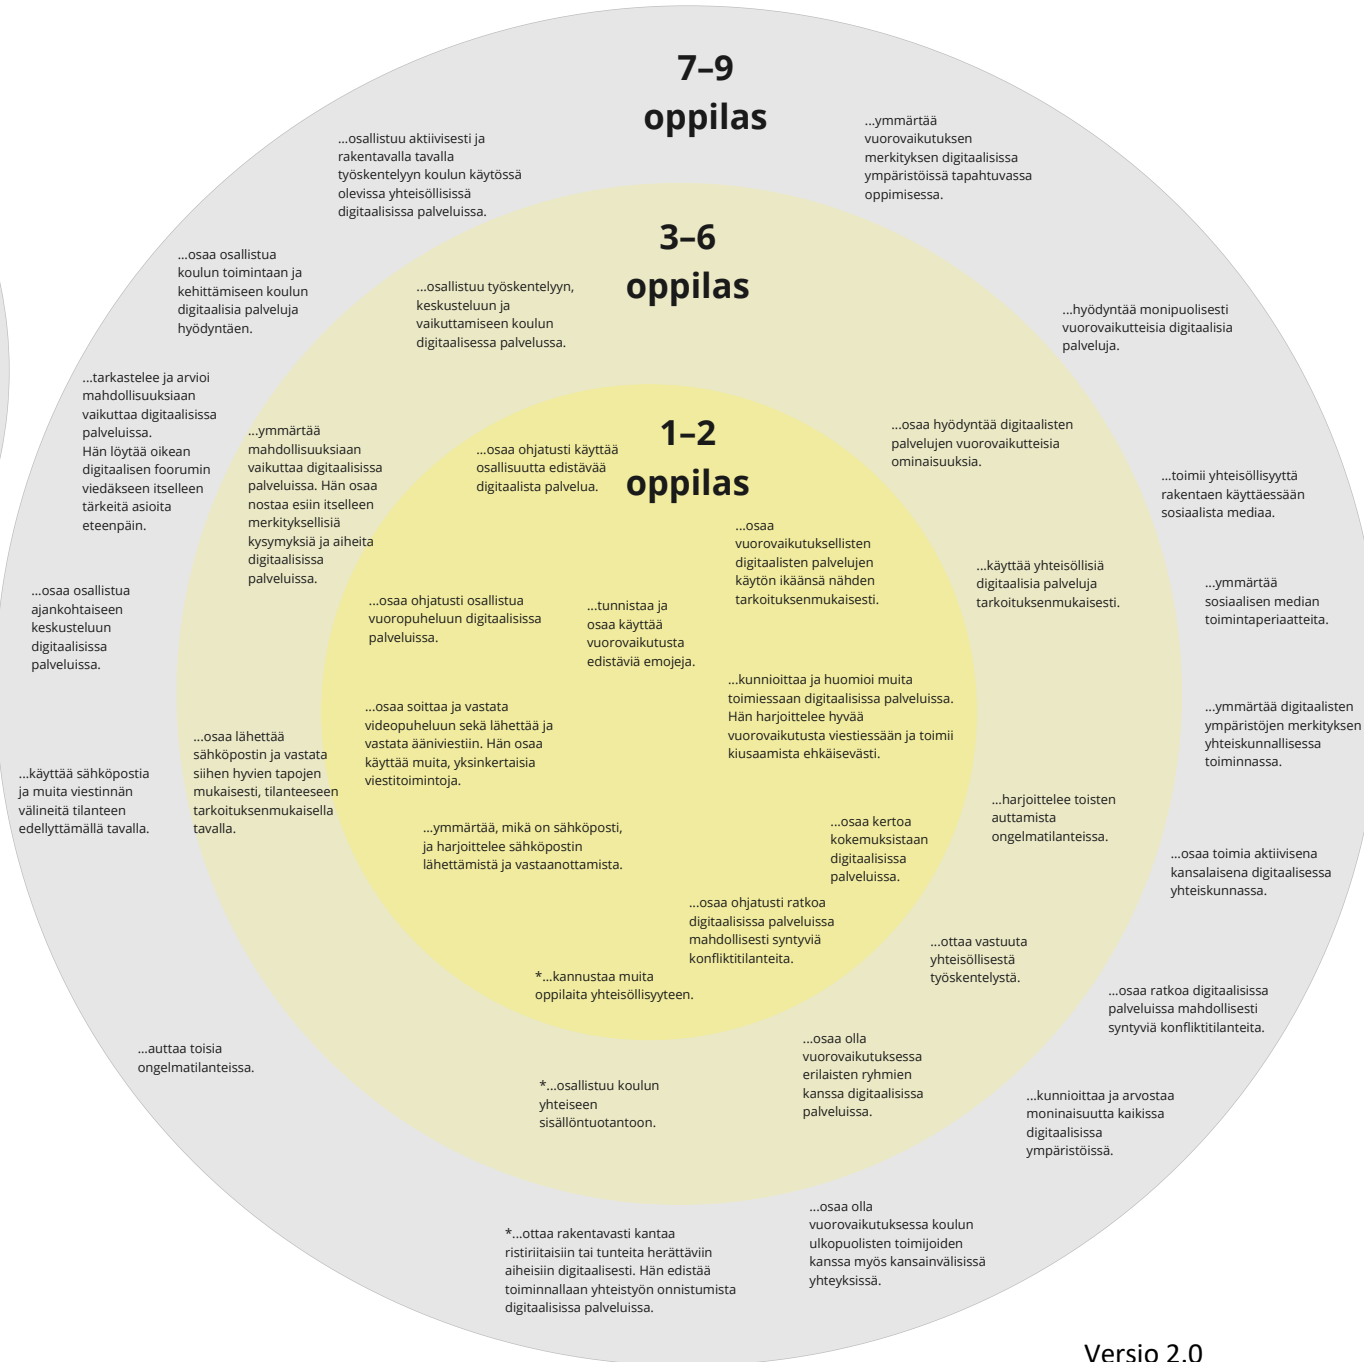 7–9
oppilas
...osallistuu aktiivisesti ja
rakentavalla tavalla
työskentelyyn koulun käytössä
olevissa yhteisöllisissä
digitaalisissa palveluissa.
...ymmärtää
vuorovaikutuksen
merkityksen digitaalisissa
ympäristöissä tapahtuvassa
oppimisessa.
...osaa osallistua
koulun toimintaan ja
kehittämiseen koulun
digitaalisia palveluja
hyödyntäen.
...hyödyntää monipuolisesti
vuorovaikutteisia digitaalisia
palveluja.
...tarkastelee ja arvioi
mahdollisuuksiaan
vaikuttaa digitaalisissa
palveluissa.
Hän löytää oikean
digitaalisen foorumin
viedäkseen itselleen
tärkeitä asioita
eteenpäin.
...toimii yhteisöllisyyttä
rakentaen käyttäessään
sosiaalista mediaa.
...osaa osallistua
ajankohtaiseen
keskusteluun
digitaalisissa
palveluissa.
...ymmärtää
sosiaalisen median
toimintaperiaatteita.
...ymmärtää digitaalisten
ympäristöjen merkityksen
yhteiskunnallisessa
toiminnassa.
...käyttää sähköpostia
ja muita viestinnän
välineitä tilanteen
edellyttämällä tavalla.
...osaa toimia aktiivisena
kansalaisena digitaalisessa
yhteiskunnassa.
...osaa ratkoa digitaalisissa
palveluissa mahdollisesti
syntyviä konfliktitilanteita.
...auttaa toisia
ongelmatilanteissa.
...kunnioittaa ja arvostaa
moninaisuutta kaikissa
digitaalisissa
ympäristöissä.
...osaa olla
vuorovaikutuksessa koulun
ulkopuolisten toimijoiden
kanssa myös kansainvälisissä
yhteyksissä.
*...ottaa rakentavasti kantaa
ristiriitaisiin tai tunteita herättäviin
aiheisiin digitaalisesti. Hän edistää
toiminnallaan yhteistyön onnistumista
digitaalisissa palveluissa.
3–6
oppilas
...osallistuu työskentelyyn,
keskusteluun ja
vaikuttamiseen koulun
digitaalisessa palvelussa.
...ymmärtää
mahdollisuuksiaan
vaikuttaa digitaalisissa
palveluissa. Hän osaa
nostaa esiin itselleen
merkityksellisiä
kysymyksiä ja aiheita
digitaalisissa
palveluissa.
...osaa hyödyntää digitaalisten
palvelujen vuorovaikutteisia
ominaisuuksia.
...käyttää yhteisöllisiä
digitaalisia palveluja
tarkoituksenmukaisesti.
...osaa lähettää
sähköpostin ja vastata
siihen hyvien tapojen
mukaisesti, tilanteeseen
tarkoituksenmukaisella
tavalla.
...harjoittelee toisten
auttamista
ongelmatilanteissa.
...ottaa vastuuta
yhteisöllisestä
työskentelystä.
...osaa olla
vuorovaikutuksessa
erilaisten ryhmien
kanssa digitaalisissa
palveluissa.
*...osallistuu koulun
yhteiseen
sisällöntuotantoon.
1–2
oppilas
...osaa ohjatusti käyttää
osallisuutta edistävää
digitaalista palvelua.
...osaa
vuorovaikutuksellisten
digitaalisten palvelujen
käytön ikäänsä nähden
tarkoituksenmukaisesti.
...osaa ohjatusti osallistua
vuoropuheluun digitaalisissa
palveluissa.
...tunnistaa ja
osaa käyttää
vuorovaikutusta
edistäviä emojeja.
...kunnioittaa ja huomioi muita
toimiessaan digitaalisissa palveluissa.
Hän harjoittelee hyvää
vuorovaikutusta viestiessään ja toimii
kiusaamista ehkäisevästi.
...osaa soittaa ja vastata
videopuheluun sekä lähettää ja
vastata ääniviestiin. Hän osaa
käyttää muita, yksinkertaisia
viestitoimintoja.
...ymmärtää, mikä on sähköposti,
ja harjoittelee sähköpostin
lähettämistä ja vastaanottamista.
...osaa kertoa
kokemuksistaan
digitaalisissa
palveluissa.
...osaa ohjatusti ratkoa
digitaalisissa palveluissa
mahdollisesti syntyviä
konfliktitilanteita.
*...kannustaa muita
oppilaita yhteisöllisyyteen.
Versio 2.0